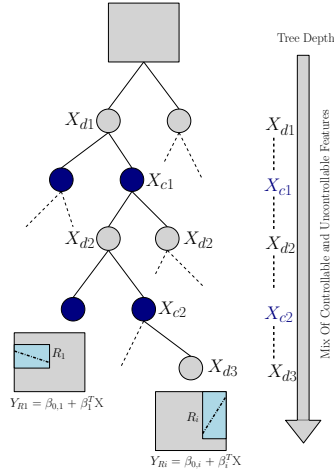 Tree Depth
X_{d1}
X_{d1}
X_{c1}
X_{c1}
X_{d2}
X_{d2}
X_{d2}
X_{c2}
X_{c2}
X_{d3}
X_{d3}
Mix Of Controllable and Uncontrollable Features
R_1
Y_{R1} = β_{0,1} + β_1^T X
R_i
Y_{Ri} = β_{0,i} + β_i^T X